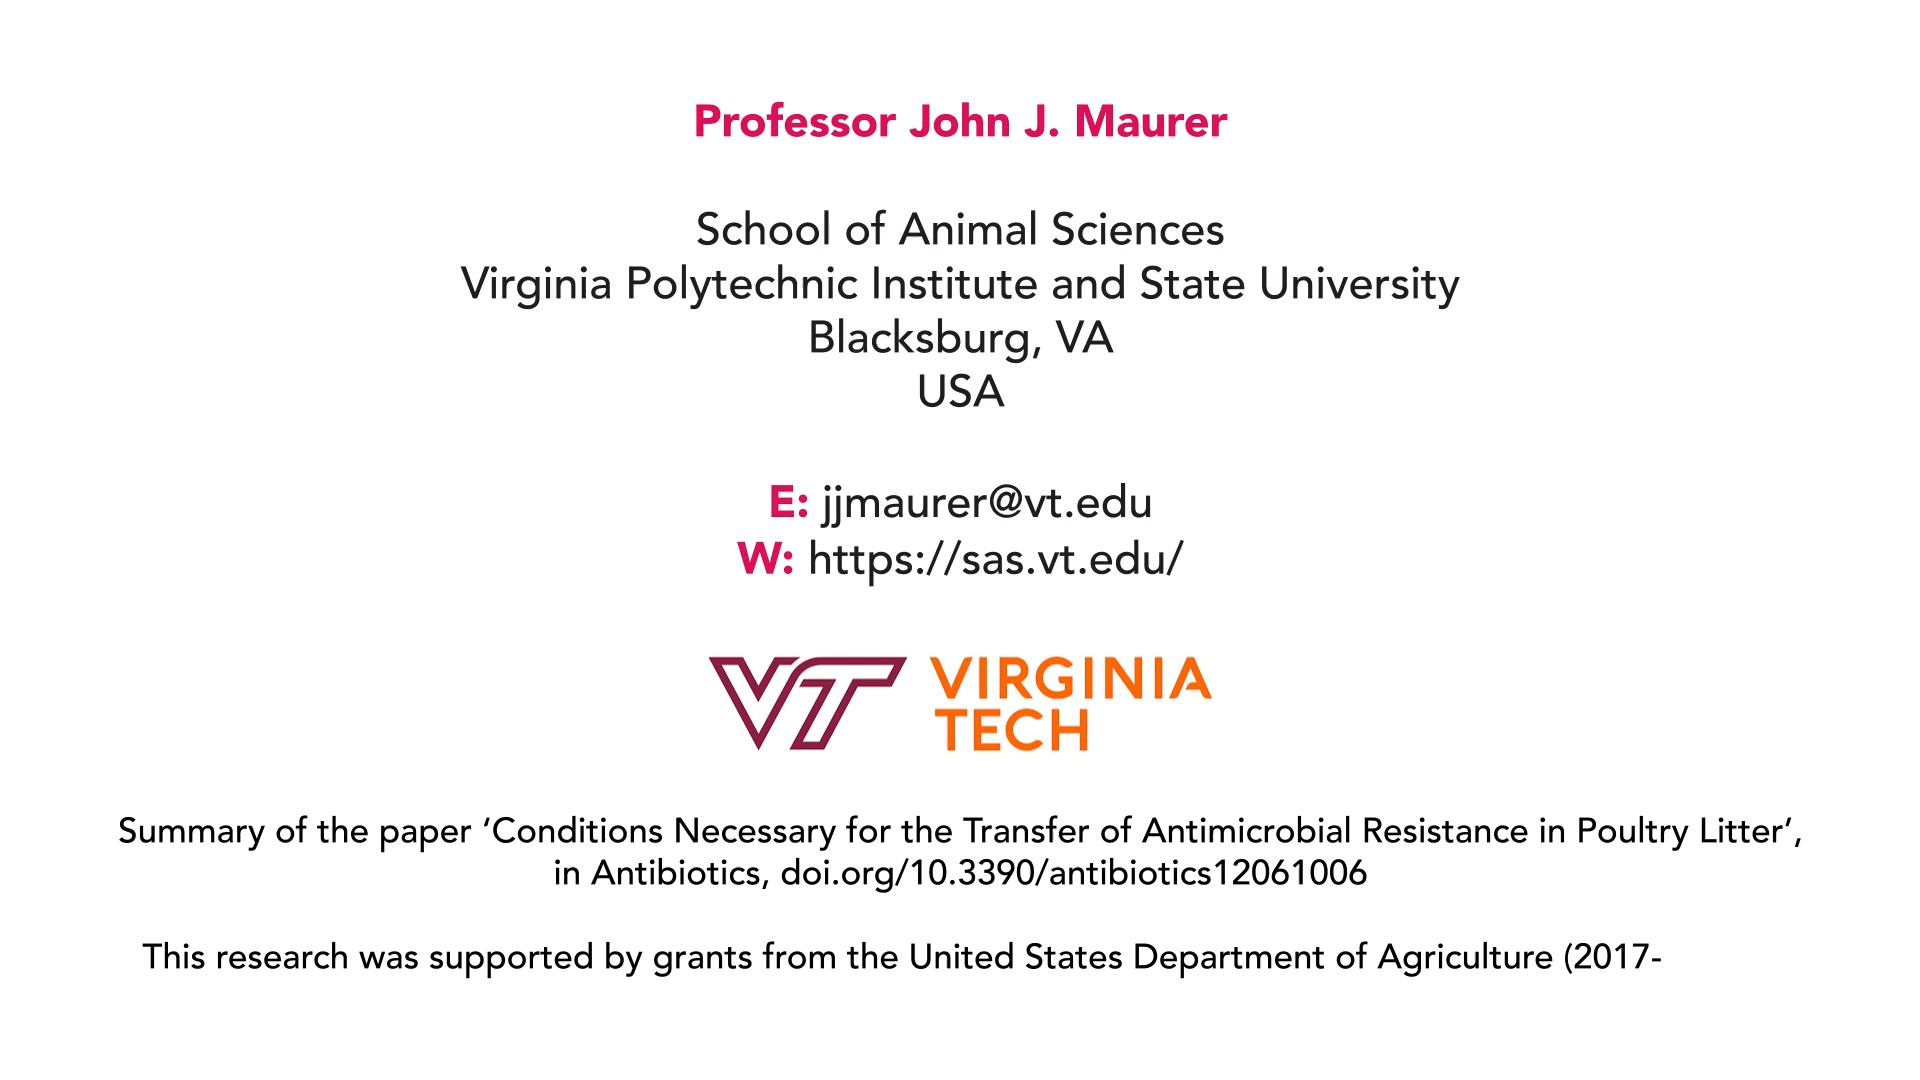 Professor John J. Maurer
School of Animal Sciences
Virginia Polytechnic Institute and State University
Blacksburg, VA
USA
E: jjmaurer@vt.edu
W: https://sas.vt.edu/
VT VIRGINIA
TECH
Summary of the paper ‘Conditions Necessary for the Transfer of Antimicrobial Resistance in Poultry Litter’,
in Antibiotics, doi.org/10.3390/antibiotics12061006
This research was supported by grants from the United States Department of Agriculture (2017-